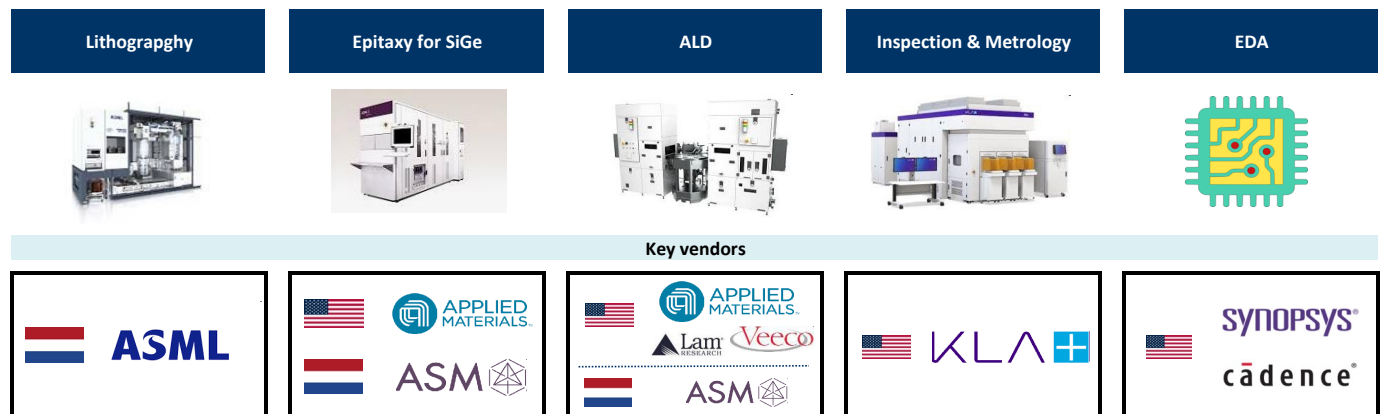 Lithograpghy
Epitaxy for SiGe
ALD
Inspection & Metrology
EDA
Key vendors
ASML
APPLIED
MATERIALS
ASM
APPLIED
MATERIALS
Lam
RESEARCH
Veeco
ASM
KLA
SYNOPSYS®
cādence®